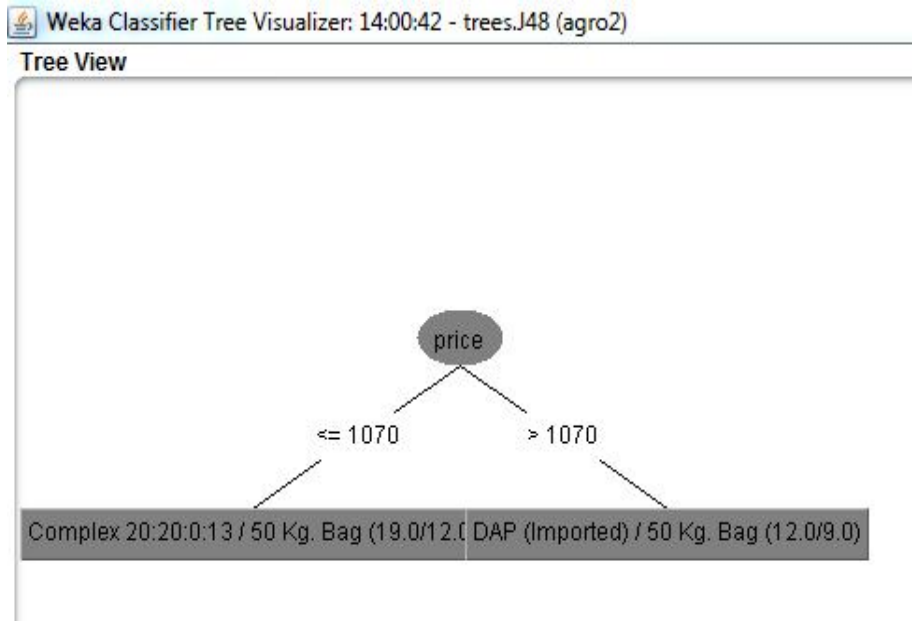 Weka Classifier Tree Visualizer: 14:00:42 - trees.J48 (agro2)
Tree View
price
<= 1070 > 1070
Complex 20:20:0:13 / 50 Kg. Bag (19.0/12.0 DAP (Imported) / 50 Kg. Bag (12.0/9.0)